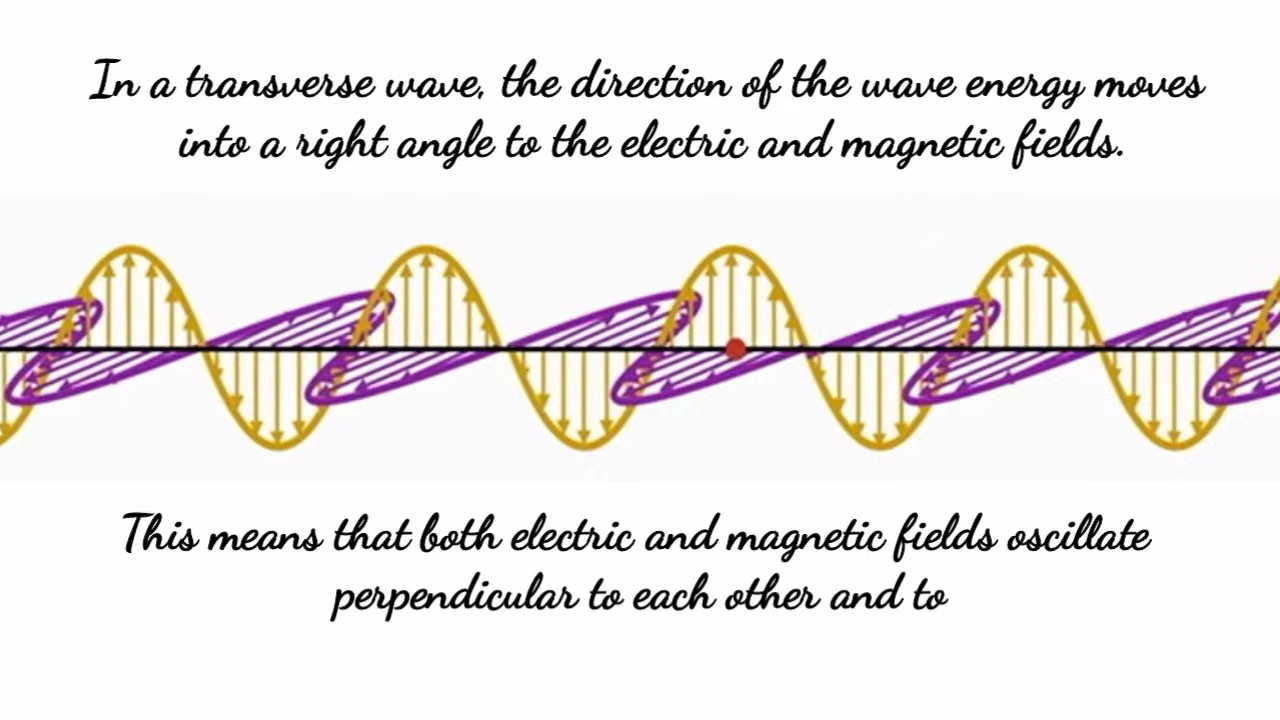 In a transverse wave, the direction of the wave energy moves
into a right angle to the electric and magnetic fields.
This means that both electric and magnetic fields oscillate
perpendicular to each other and to